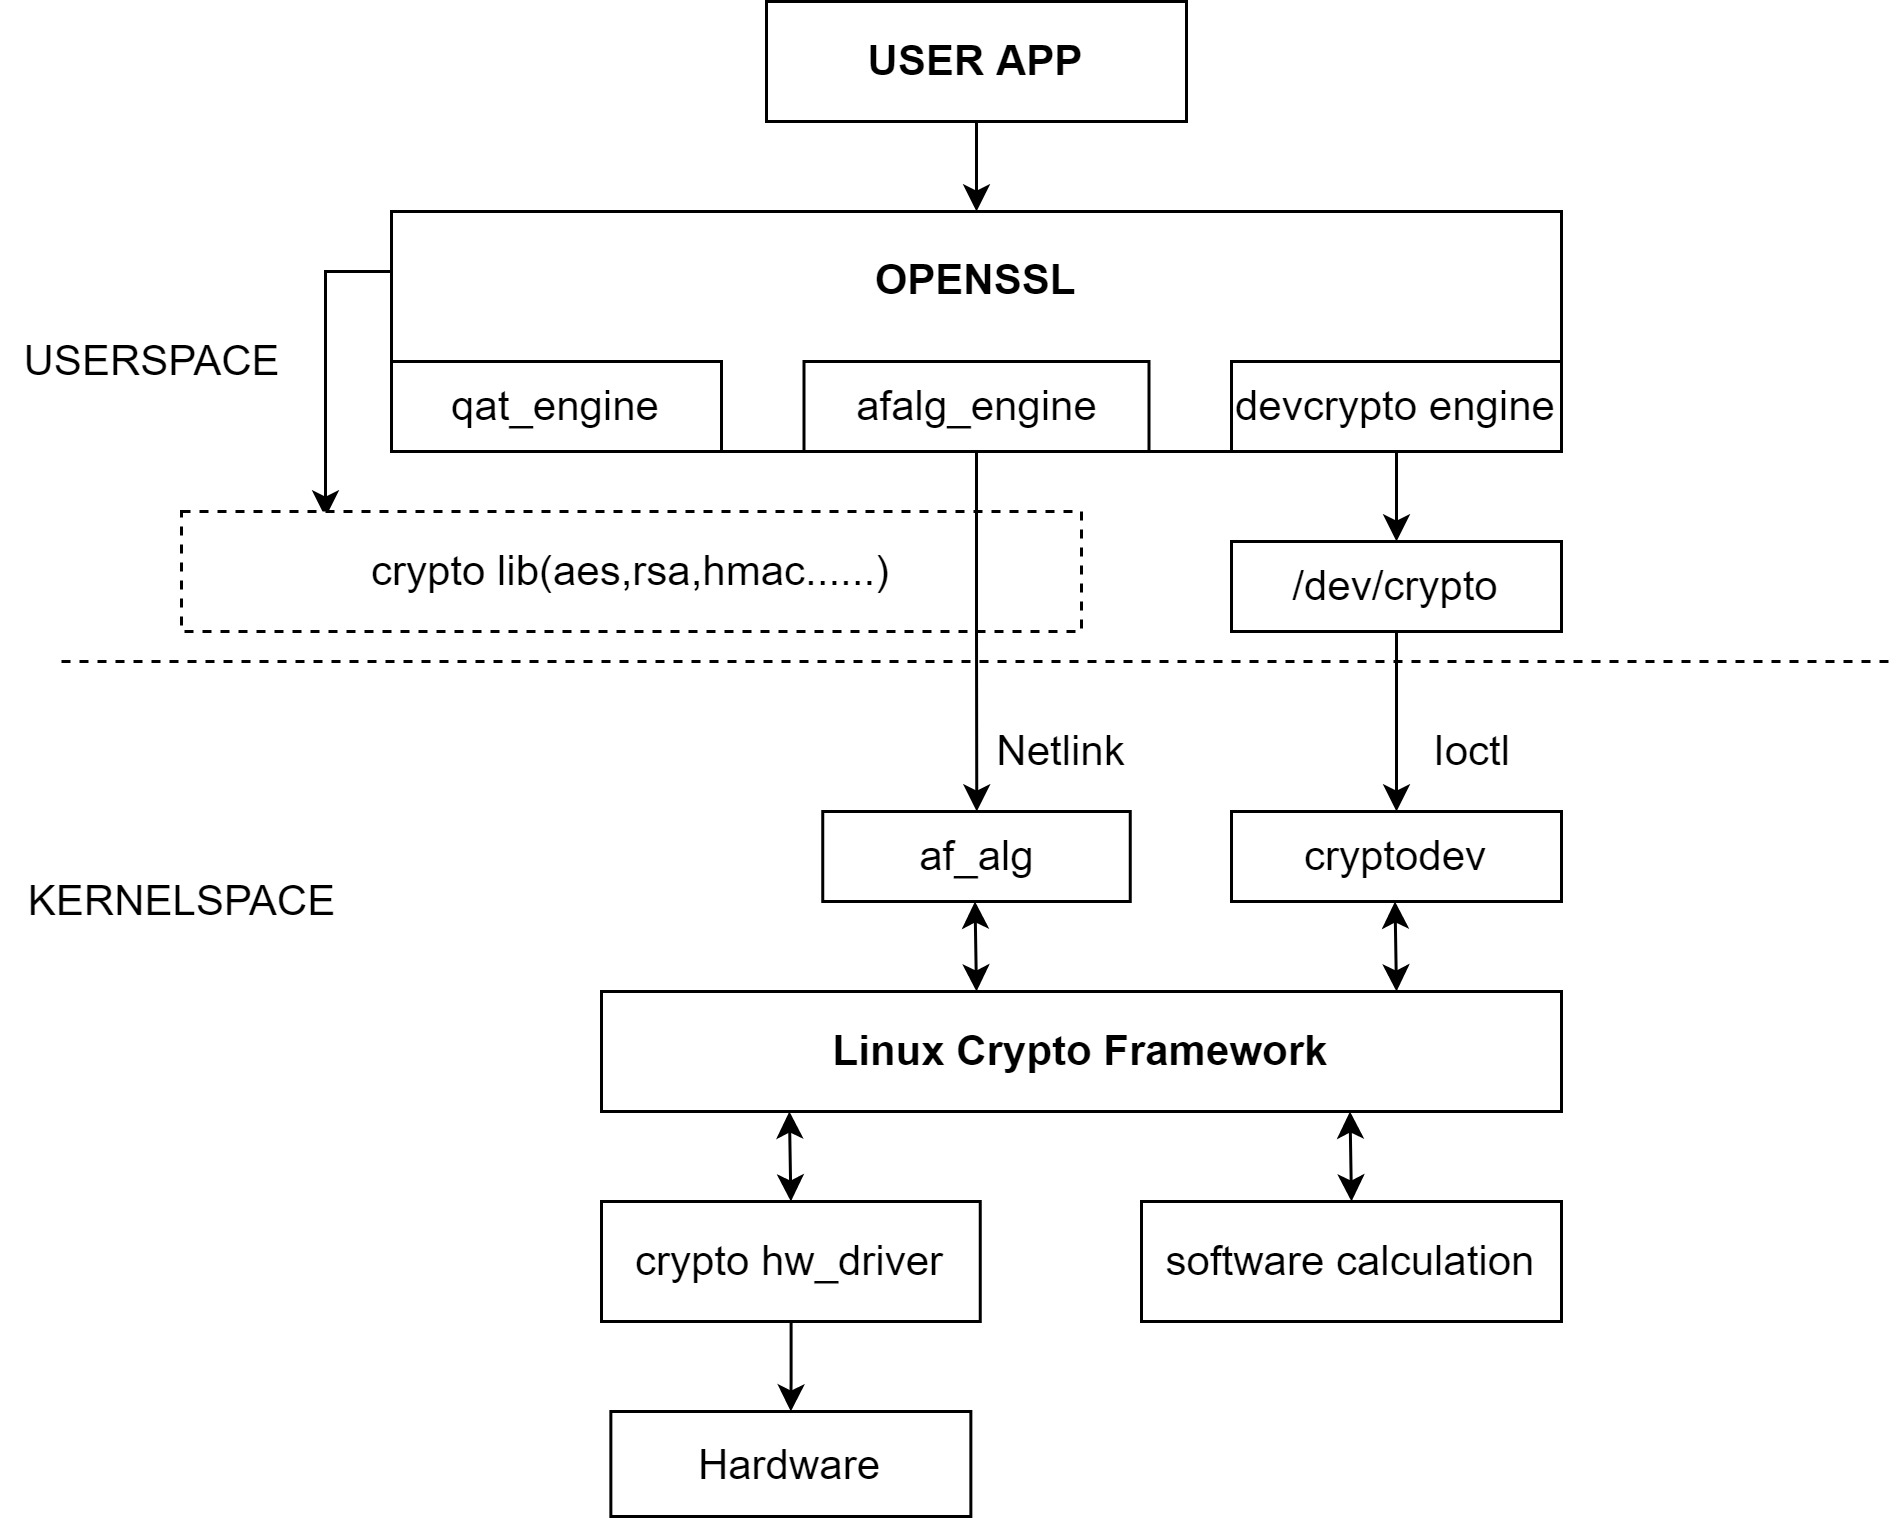 USER APP
OPENSSL
USERSPACE
qat_engine
afalg_engine
devcrypto engine
crypto lib(aes,rsa,hmac......)
/dev/crypto
Netlink
Ioctl
af_alg
cryptodev
KERNELSPACE
Linux Crypto Framework
crypto hw_driver
software calculation
Hardware